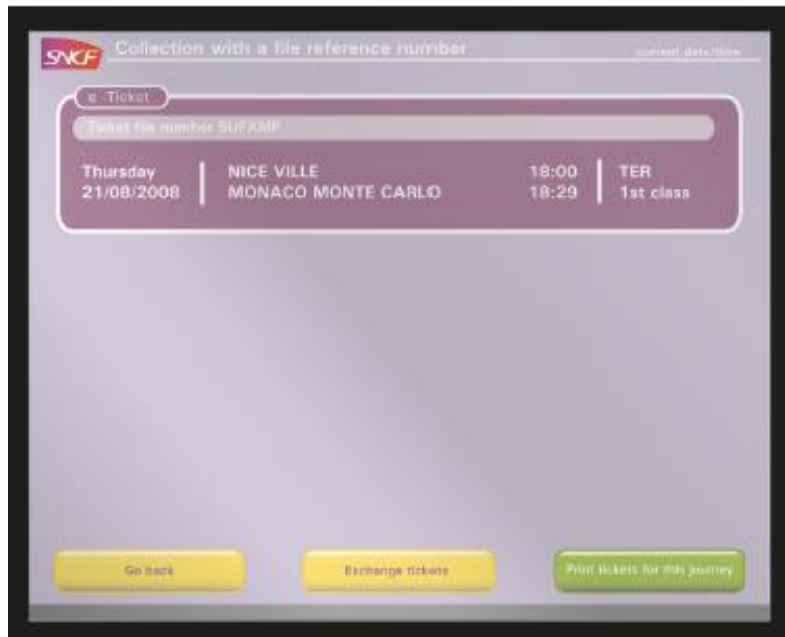 SNCF
Collection with a file reference number
current date/time
e -Ticket
Ticket file number SUFXMP
Thursday
21/08/2008
NICE VILLE
MONACO MONTE CARLO
18:00
18:29
TER
1st class
Go back
Exchange tickets
Print tickets for this journey